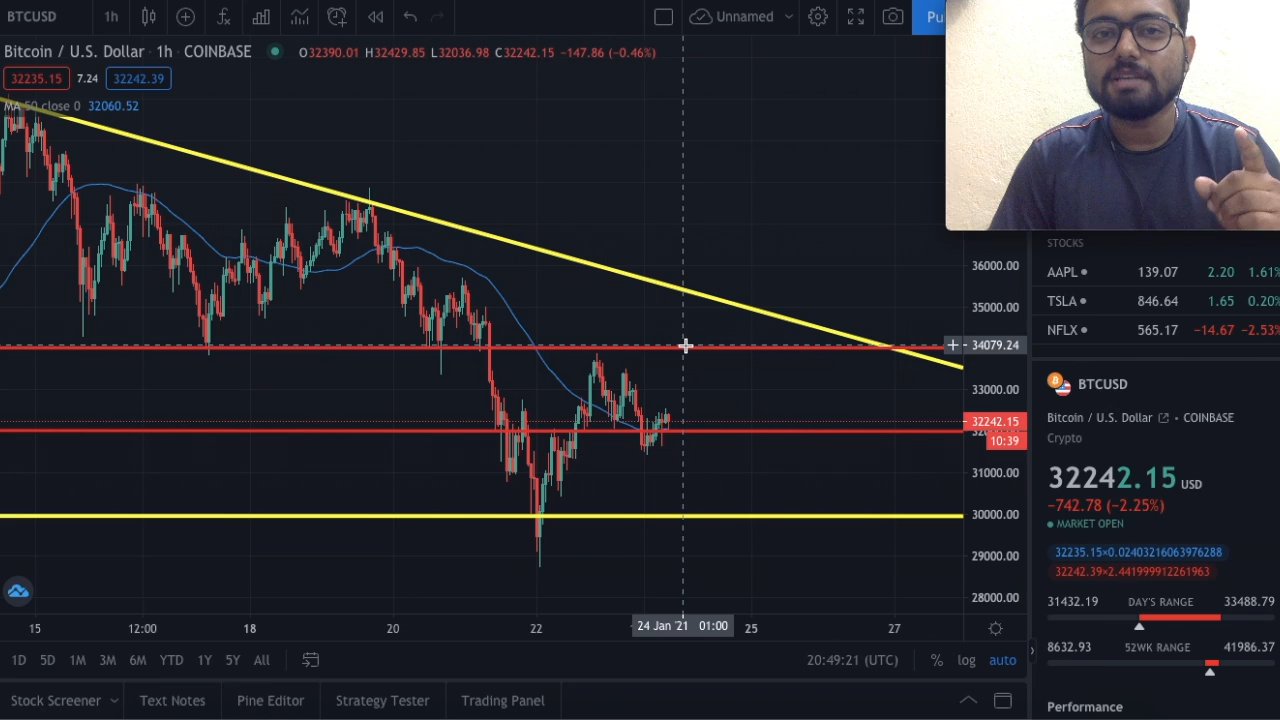 BTCUSD 1h Unnamed Pu
Bitcoin / U.S. Dollar · 1h · COINBASE O32390.01 H32429.85 L32036.98 C32242.15 −147.86 (−0.46%)
32235.15 7.24 32242.39
MA 50 close 0 32060.52
36000.00
35000.00
34079.24
33000.00
32242.15
10:39
31000.00
30000.00
29000.00
28000.00
15 12:00 18 20 22 24 Jan '21 01:00 25 27
1D 5D 1M 3M 6M YTD 1Y 5Y All 20:49:21 (UTC) % log auto
Stock Screener Text Notes Pine Editor Strategy Tester Trading Panel
STOCKS
AAPL 139.07 2.20 1.61%
TSLA 846.64 1.65 0.20%
NFLX 565.17 −14.67 −2.53%
BTCUSD
Bitcoin / U.S. Dollar • COINBASE
Crypto
32242.15 USD
−742.78 (−2.25%)
MARKET OPEN
32235.15×0.02403216063976288
32242.39×2.441999912261963
31432.19 DAY'S RANGE 33488.79
8632.93 52WK RANGE 41986.37
Performance